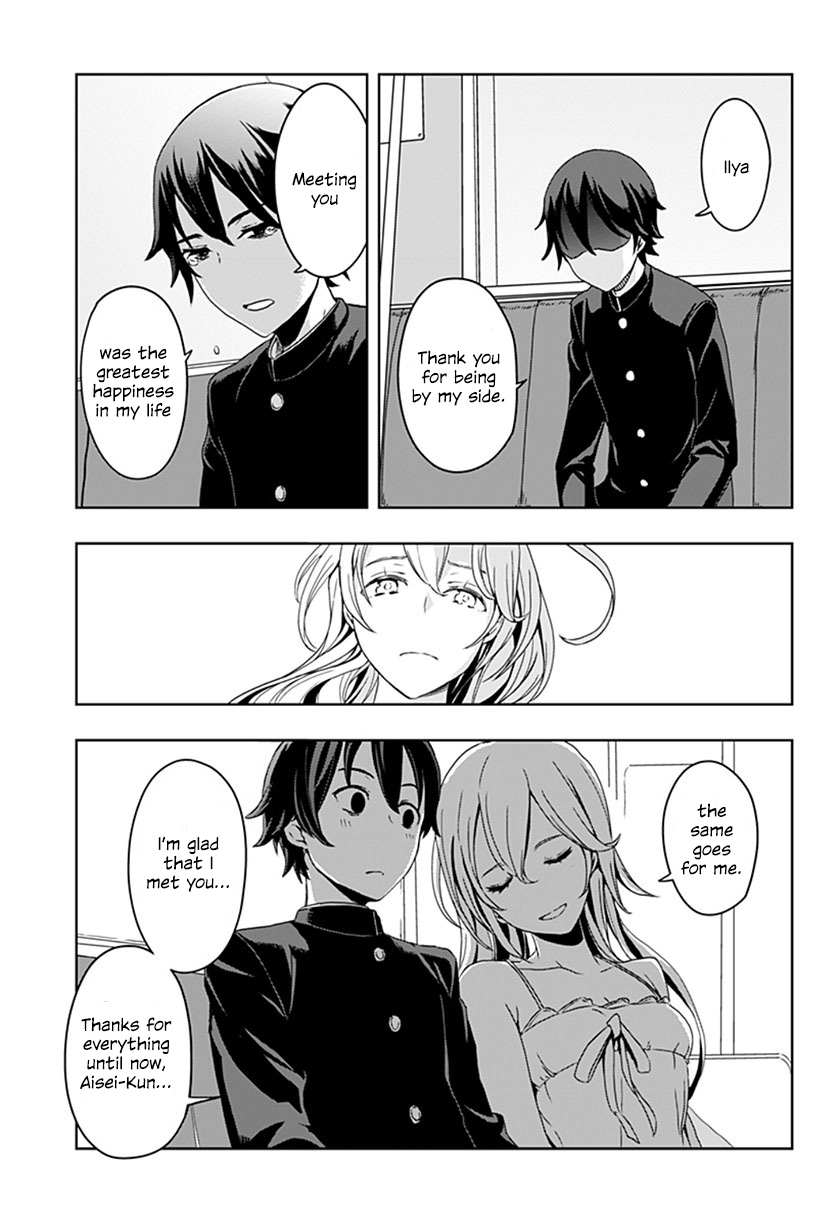 Ilya
Thank you
for being
by my side.
Meeting
you
was the
greatest
happiness
in my life
the
same
goes
for me.
I'm glad
that I
met you...
Thanks for
everything
until now,
Aisei-Kun...